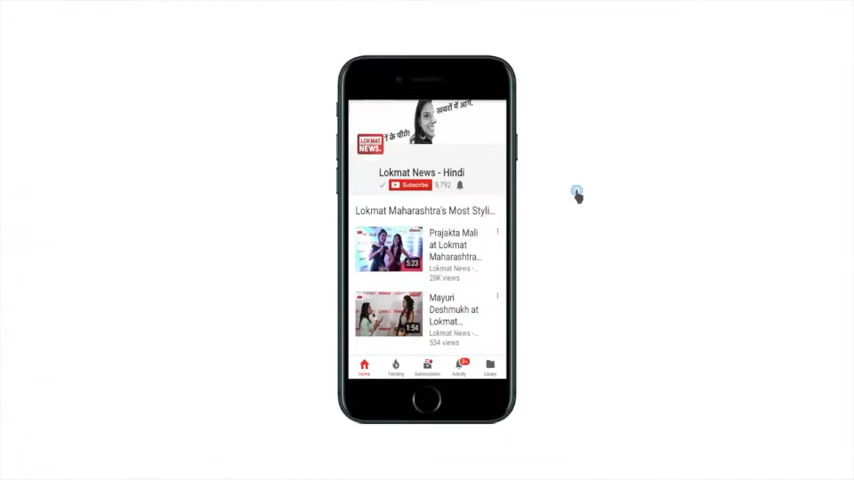 खबरों में आगे,
के पीछे!
LOKMAT
NEWS
Lokmat News - Hindi
Subscribe 9,792
Lokmat Maharashtra's Most Styli...
Prajakta Mali
at Lokmat
Maharashtra...
Lokmat News -...
28K views
5:23
Mayuri
Deshmukh at
Lokmat...
Lokmat News -...
534 views
1:54
Home Trending Subscriptions Activity Library
9+